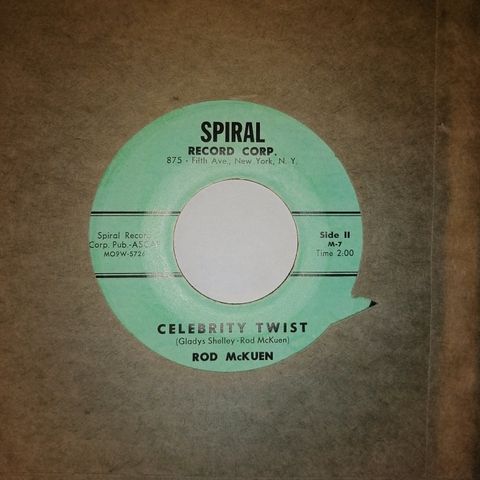 SPIRAL
RECORD CORP.
875 - Fifth Ave., New York, N. Y.
Spiral Record
Corp. Pub.-ASCAP
MO9W-5726
Side II
M-7
Time 2:00
CELEBRITY TWIST
(Gladys Shelley-Rod McKuen)
ROD McKUEN